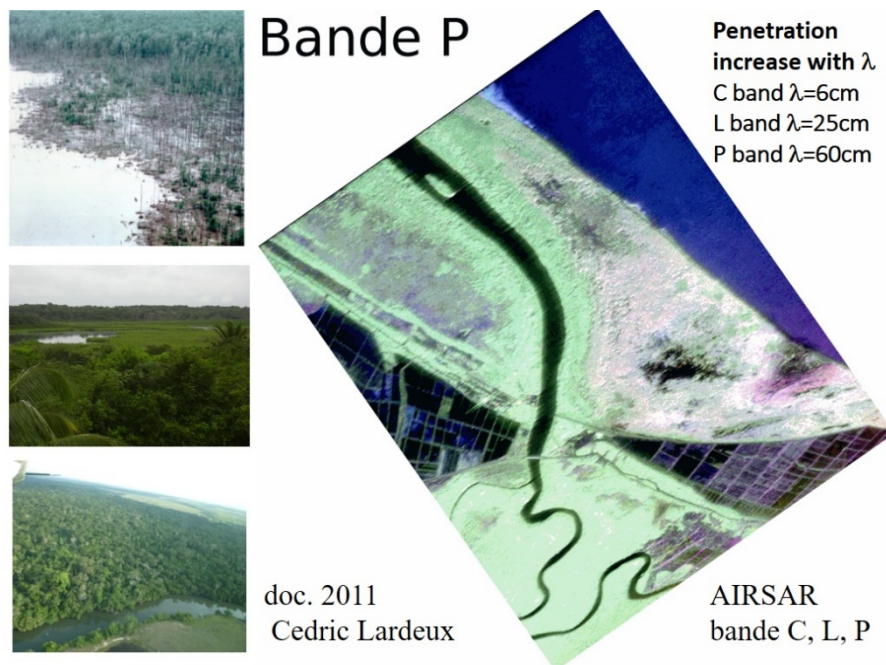 Bande P
Penetration
increase with λ
C band λ=6cm
L band λ=25cm
P band λ=60cm
doc. 2011
Cedric Lardeux
AIRSAR
bande C, L, P